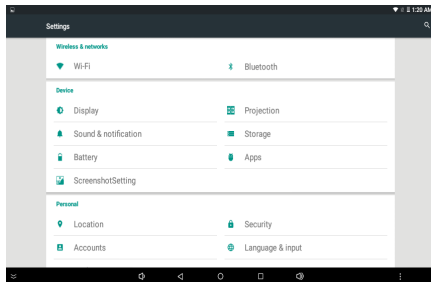 1:20 AM
Settings
Wireless & networks
Wi-Fi
Bluetooth
Device
Display
Projection
Sound & notification
Storage
Battery
Apps
ScreenshotSetting
Personal
Location
Security
Accounts
Language & input